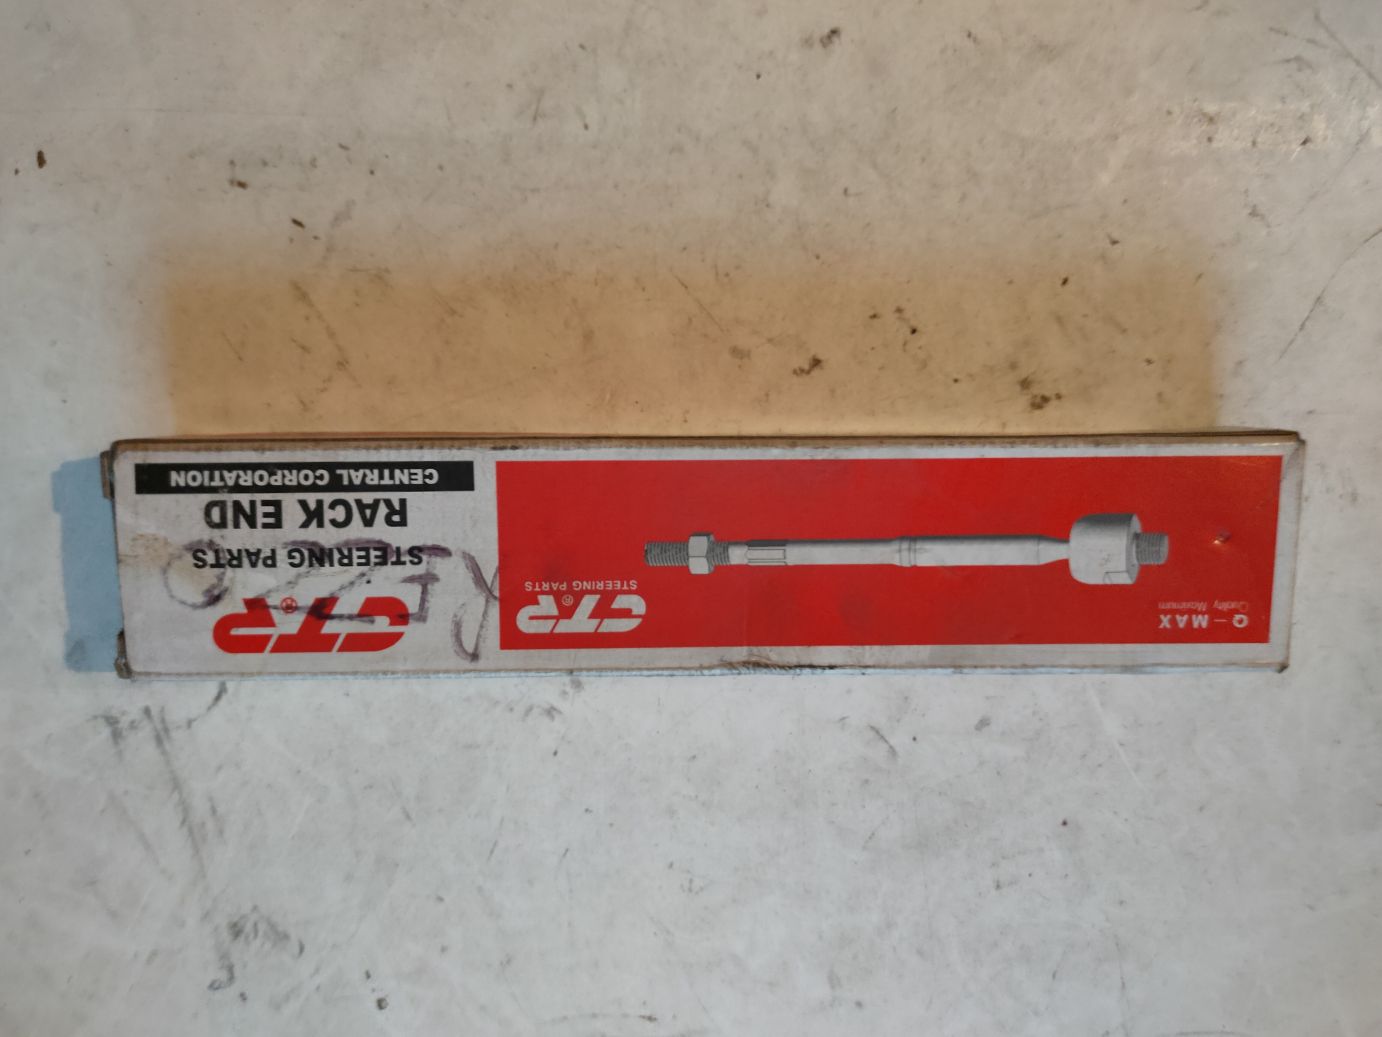 Q-MAX
Quality Maximum
CTR®
STEERING PARTS
CTR®
STEERING PARTS
RACK END
CENTRAL CORPORATION